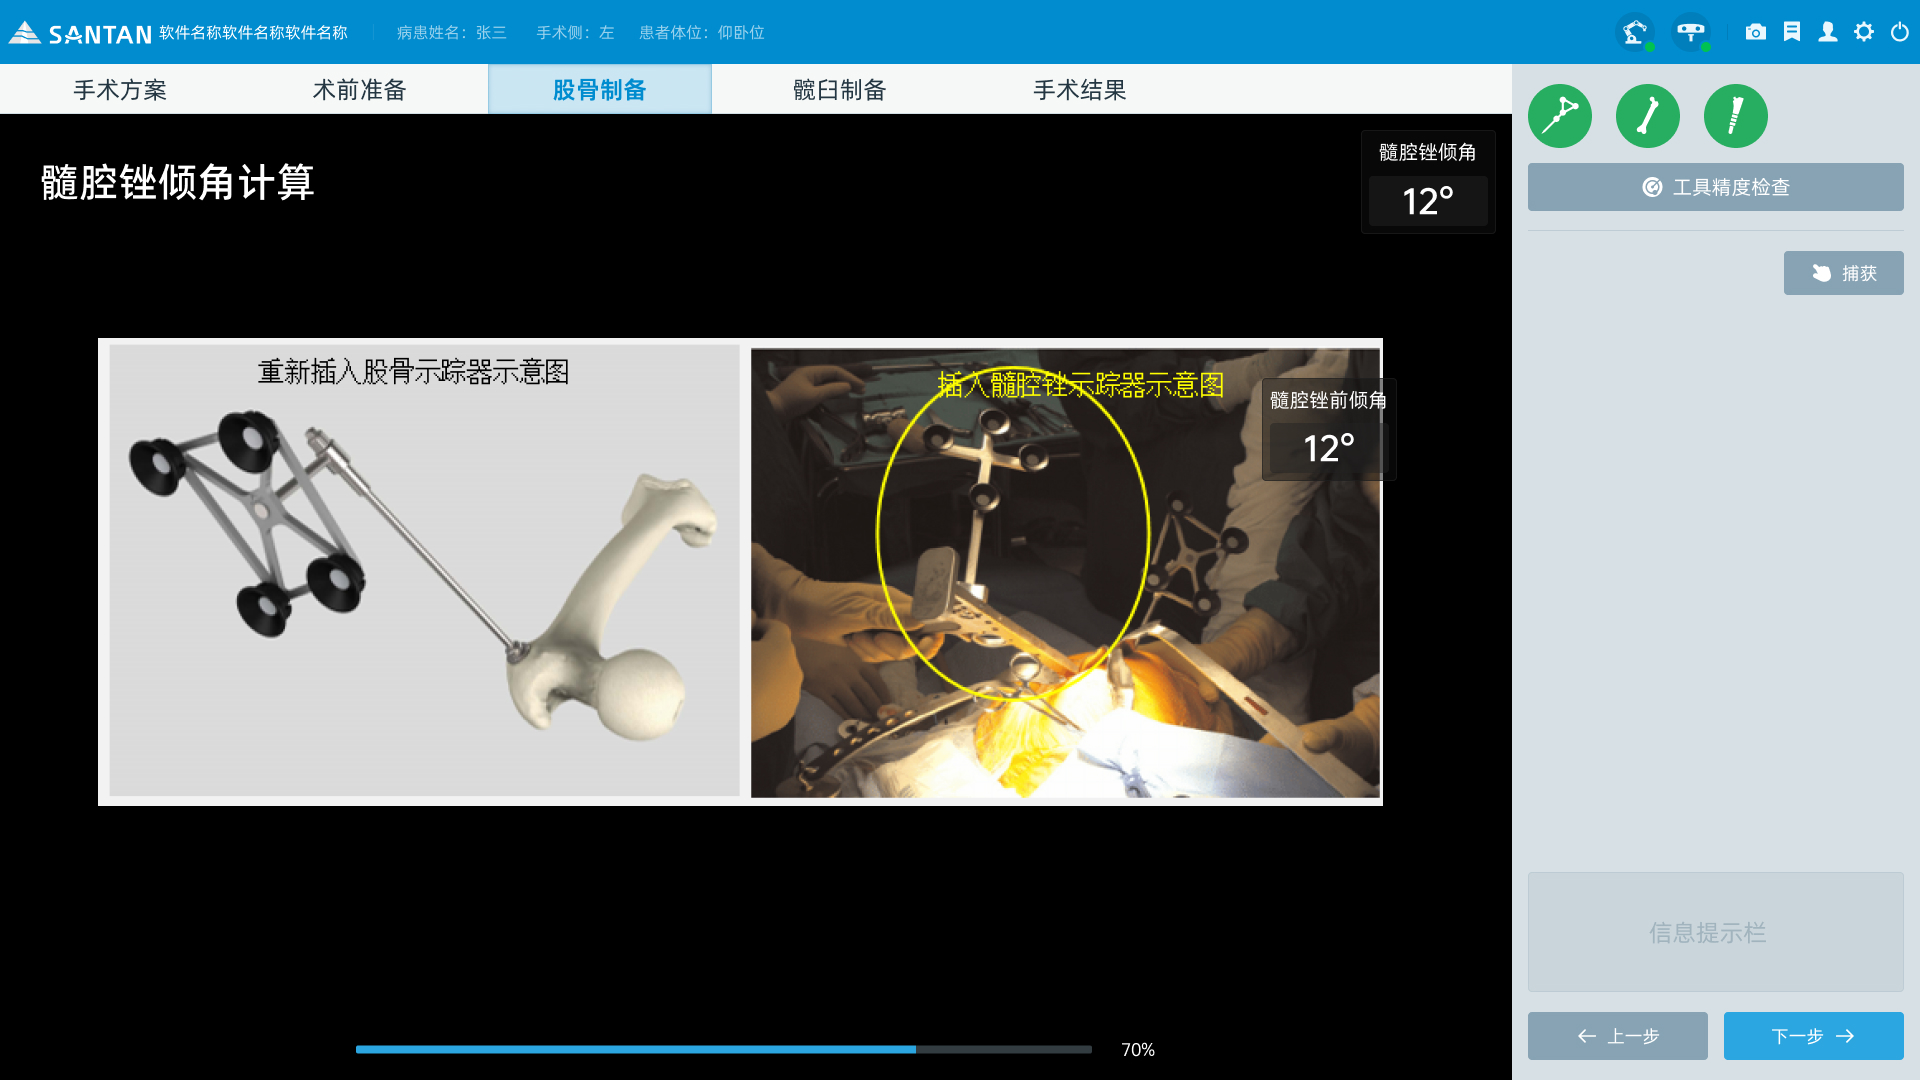 SANTAN 软件名称软件名称软件名称 病患姓名：张三 手术侧：左 患者体位：仰卧位
手术方案 术前准备 股骨制备 髋臼制备 手术结果
髓腔锉倾角计算
髓腔锉倾角
12°
重新插入股骨示踪器示意图
插入髓腔锉示踪器示意图
髓腔锉前倾角
12°
70%
工具精度检查
捕获
信息提示栏
上一步 下一步